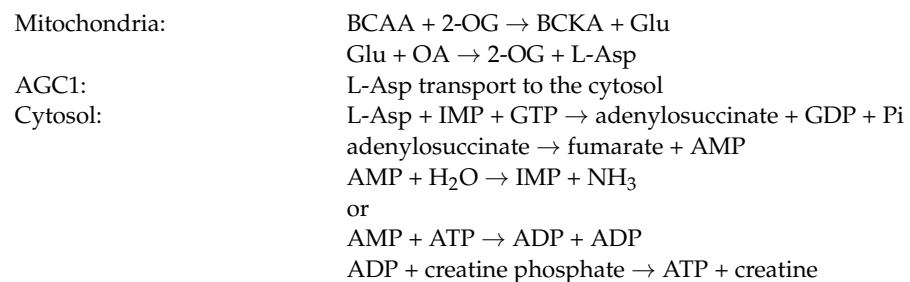 Mitochondria: BCAA + 2-OG → BCKA + Glu
Glu + OA → 2-OG + L-Asp
AGC1: L-Asp transport to the cytosol
Cytosol: L-Asp + IMP + GTP → adenylosuccinate + GDP + Pi
adenylosuccinate → fumarate + AMP
AMP + H₂O → IMP + NH₃
or
AMP + ATP → ADP + ADP
ADP + creatine phosphate → ATP + creatine